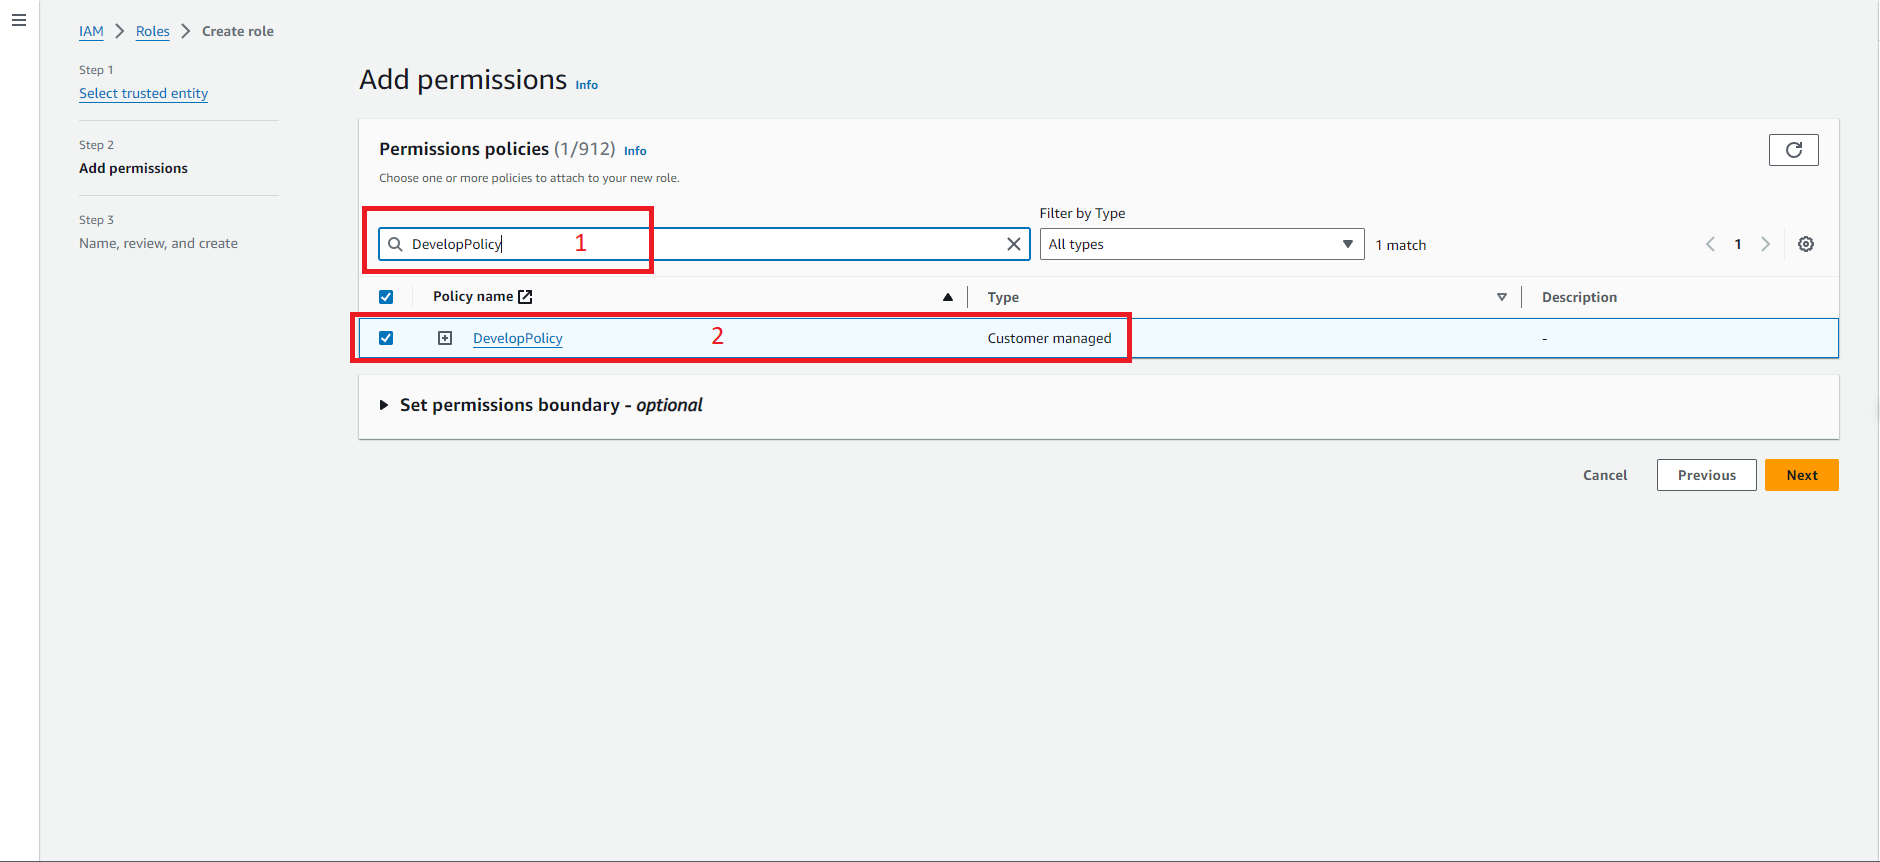 IAM > Roles > Create role
Step 1
Select trusted entity
Step 2
Add permissions
Step 3
Name, review, and create
Add permissions Info
Permissions policies (1/912) Info
Choose one or more policies to attach to your new role.
Filter by Type
DevelopPolicy 1
All types
1 match
1
Policy name Type Description
DevelopPolicy 2 Customer managed -
Set permissions boundary - optional
Cancel Previous Next